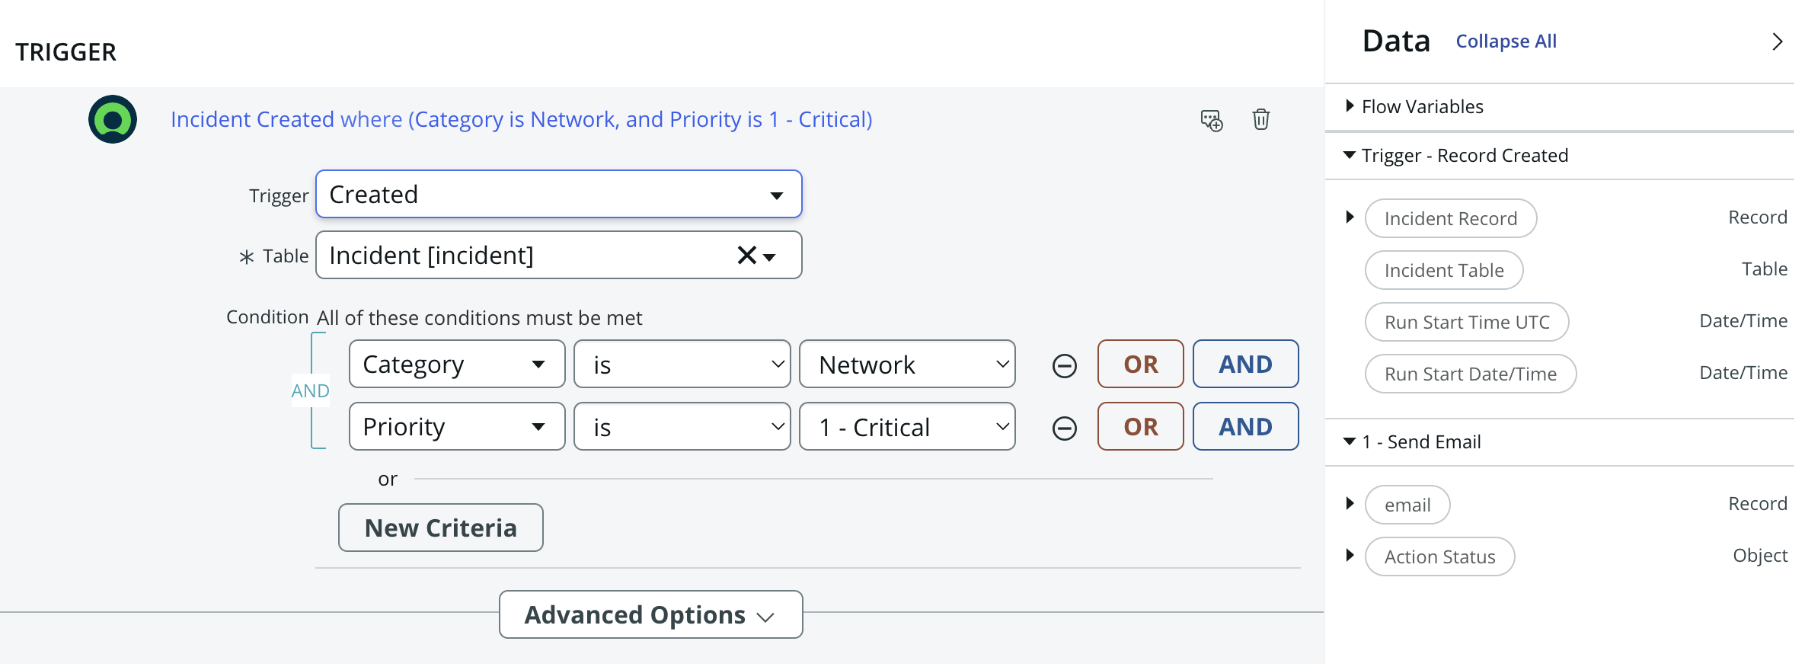 TRIGGER
Incident Created where (Category is Network, and Priority is 1 - Critical)
Trigger Created
* Table Incident [incident]
Condition All of these conditions must be met
AND
Category is Network OR AND
Priority is 1 - Critical OR AND
or
New Criteria
Advanced Options
Data Collapse All
Flow Variables
Trigger - Record Created
Incident Record Record
Incident Table Table
Run Start Time UTC Date/Time
Run Start Date/Time Date/Time
1 - Send Email
email Record
Action Status Object